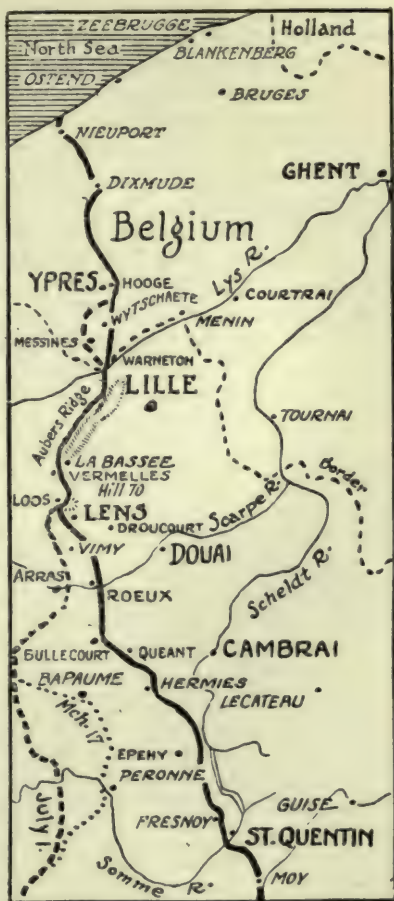 ZEEBRUGGE
Holland
North Sea
BLANKENBERG
OSTEND
BRUGES
NIEUPORT
GHENT
DIXMUDE
Belgium
YPRES
HOOGE
Lys R.
WYTSCHAETE
COURTRAI
MENIN
MESSINES
WARNETON
LILLE
Aubers Ridge
TOURNAI
LA BASSEE
VERMELLES
Border
Hill 70
LOOS
LENS
Scarpe R.
DROUCOURT
Scheldt R.
VIMY
DOUAI
ARRAS
ROEUX
BULLECOURT
QUEANT
CAMBRAI
BAPAUME
HERMIES
LECATEAU
Mch. 17
EPEHY
PERONNE
July 1
GUISE
FRESNOY
ST. QUENTIN
Somme R.
MOY